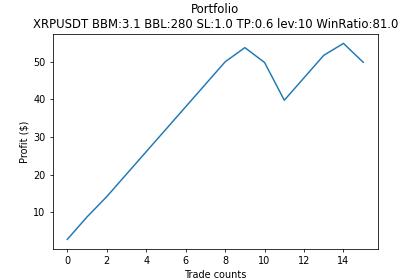 Portfolio
XRPUSDT BBM:3.1 BBL:280 SL:1.0 TP:0.6 lev:10 WinRatio:81.0
50
40
30
20
10
Profit ($)
0 2 4 6 8 10 12 14
Trade counts